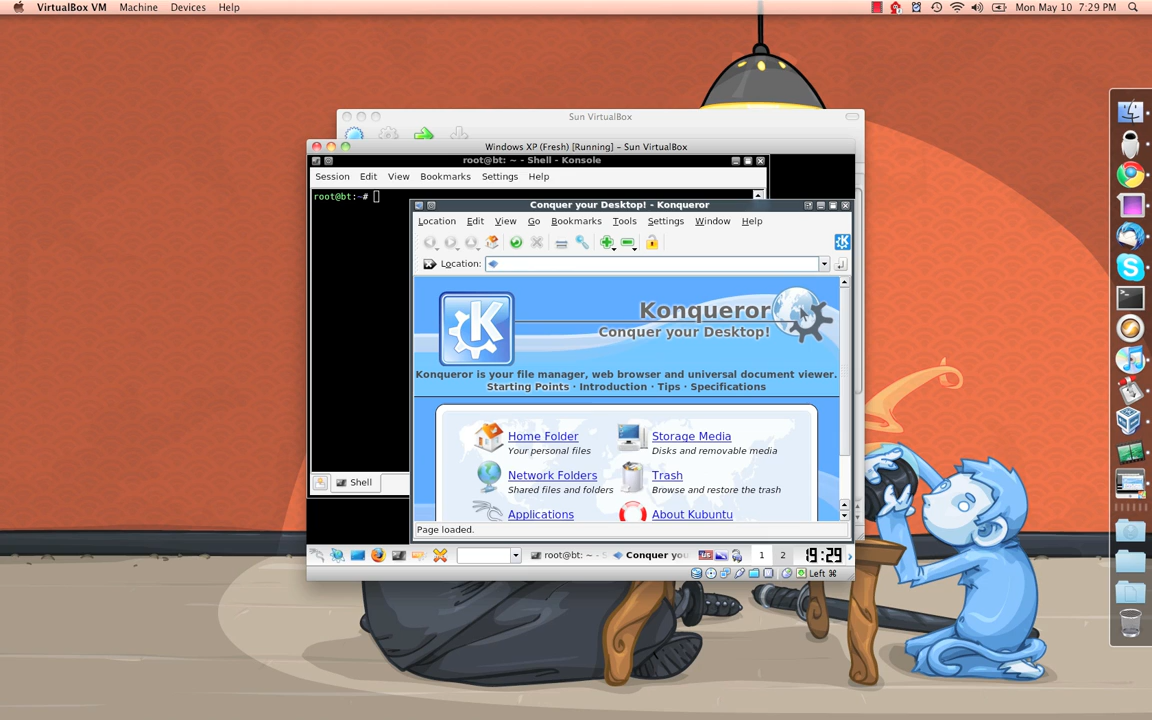 VirtualBox VM Machine Devices Help Mon May 10 7:29 PM
Sun VirtualBox
Windows XP (Fresh) [Running] – Sun VirtualBox
root@bt: ~ - Shell - Konsole
Session Edit View Bookmarks Settings Help
root@bt:~#
Conquer your Desktop! - Konqueror
Location Edit View Go Bookmarks Tools Settings Window Help
Location:
Konqueror
Conquer your Desktop!
Konqueror is your file manager, web browser and universal document viewer.
Starting Points · Introduction · Tips · Specifications
Home Folder Storage Media
Your personal files Disks and removable media
Network Folders Trash
Shared files and folders Browse and restore the trash
Applications About Kubuntu
Shell
Page loaded.
root@bt: ~ - S Conquer you US 1 2 19:29
Left ⌘